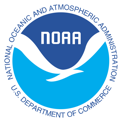 NATIONAL OCEANIC AND ATMOSPHERIC ADMINISTRATION
NOAA
U.S. DEPARTMENT OF COMMERCE